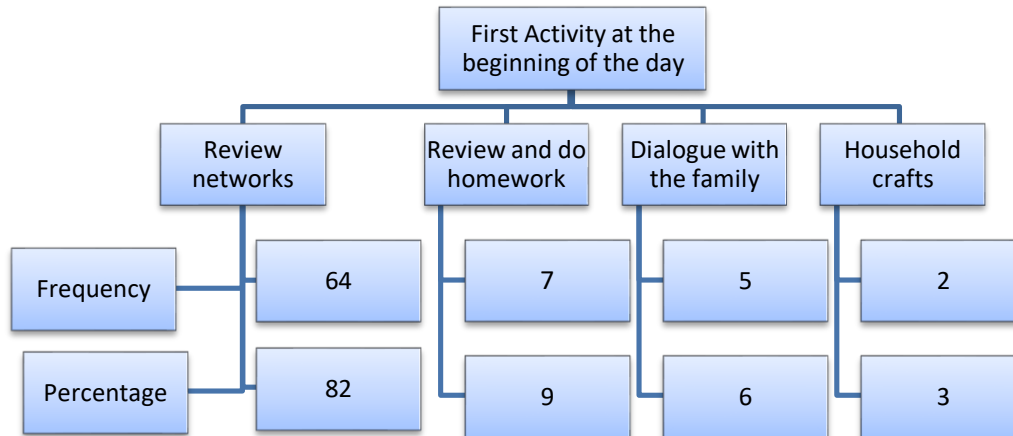 First Activity at the
beginning of the day
Review
networks
Review and do
homework
Dialogue with
the family
Household
crafts
Frequency
64
7
5
2
Percentage
82
9
6
3